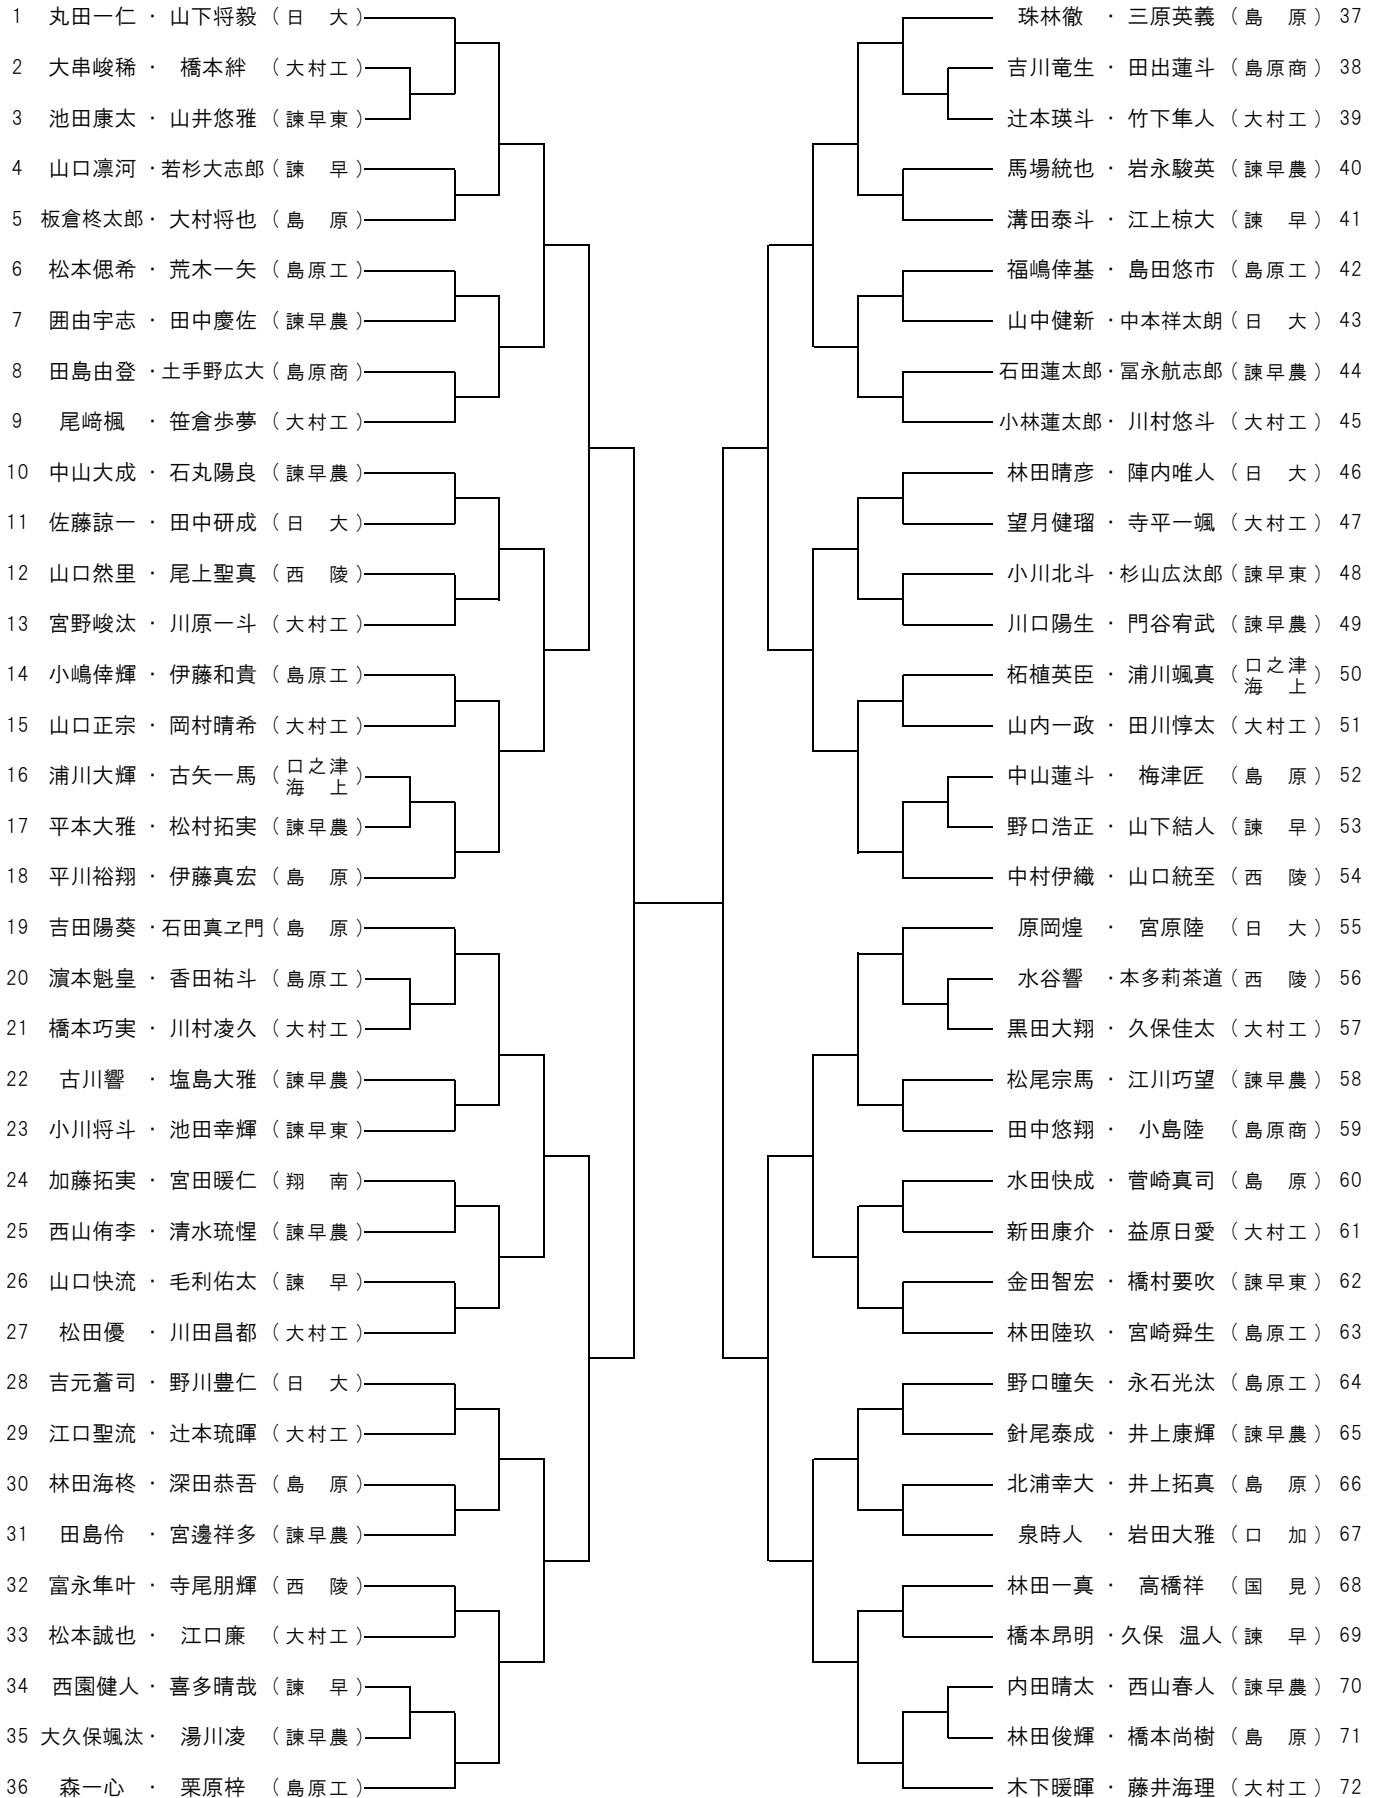 1 丸田一仁 ・ 山下将毅 ( 日 大 )
2 大串峻稀 ・ 橋本絆 ( 大村工 )
3 池田康太 ・ 山井悠雅 ( 諫早東 )
4 山口凛河 ・ 若杉大志郎 ( 諫 早 )
5 板倉柊太郎 ・ 大村将也 ( 島 原 )
6 松本偲希 ・ 荒木一矢 ( 島原工 )
7 囲由宇志 ・ 田中慶佐 ( 諫早農 )
8 田島由登 ・ 土手野広大 ( 島原商 )
9 尾﨑楓 ・ 笹倉歩夢 ( 大村工 )
10 中山大成 ・ 石丸陽良 ( 諫早農 )
11 佐藤諒一 ・ 田中研成 ( 日 大 )
12 山口然里 ・ 尾上聖真 ( 西 陵 )
13 宮野峻汰 ・ 川原一斗 ( 大村工 )
14 小嶋倖輝 ・ 伊藤和貴 ( 島原工 )
15 山口正宗 ・ 岡村晴希 ( 大村工 )
16 浦川大輝 ・ 古矢一馬 ( 口之津海上 )
17 平本大雅 ・ 松村拓実 ( 諫早農 )
18 平川裕翔 ・ 伊藤真宏 ( 島 原 )
19 吉田陽葵 ・ 石田真ヱ門 ( 島 原 )
20 濵本魁皇 ・ 香田祐斗 ( 島原工 )
21 橋本巧実 ・ 川村凌久 ( 大村工 )
22 古川響 ・ 塩島大雅 ( 諫早農 )
23 小川将斗 ・ 池田幸輝 ( 諫早東 )
24 加藤拓実 ・ 宮田暖仁 ( 翔 南 )
25 西山侑李 ・ 清水琉惺 ( 諫早農 )
26 山口快流 ・ 毛利佑太 ( 諫 早 )
27 松田優 ・ 川田昌都 ( 大村工 )
28 吉元蒼司 ・ 野川豊仁 ( 日 大 )
29 江口聖流 ・ 辻本琉暉 ( 大村工 )
30 林田海柊 ・ 深田恭吾 ( 島 原 )
31 田島伶 ・ 宮邊祥多 ( 諫早農 )
32 富永隼叶 ・ 寺尾朋輝 ( 西 陵 )
33 松本誠也 ・ 江口廉 ( 大村工 )
34 西園健人 ・ 喜多晴哉 ( 諫 早 )
35 大久保颯汰 ・ 湯川凌 ( 諫早農 )
36 森一心 ・ 栗原梓 ( 島原工 )
珠林徹 ・ 三原英義 ( 島 原 ) 37
吉川竜生 ・ 田出蓮斗 ( 島原商 ) 38
辻本瑛斗 ・ 竹下隼人 ( 大村工 ) 39
馬場統也 ・ 岩永駿英 ( 諫早農 ) 40
溝田泰斗 ・ 江上椋大 ( 諫 早 ) 41
福嶋倖基 ・ 島田悠市 ( 島原工 ) 42
山中健新 ・ 中本祥太朗 ( 日 大 ) 43
石田蓮太郎 ・ 冨永航志郎 ( 諫早農 ) 44
小林蓮太郎 ・ 川村悠斗 ( 大村工 ) 45
林田晴彦 ・ 陣内唯人 ( 日 大 ) 46
望月健瑠 ・ 寺平一颯 ( 大村工 ) 47
小川北斗 ・ 杉山広汰郎 ( 諫早東 ) 48
川口陽生 ・ 門谷宥武 ( 諫早農 ) 49
柘植英臣 ・ 浦川颯真 ( 口之津海上 ) 50
山内一政 ・ 田川惇太 ( 大村工 ) 51
中山蓮斗 ・ 梅津匠 ( 島 原 ) 52
野口浩正 ・ 山下結人 ( 諫 早 ) 53
中村伊織 ・ 山口統至 ( 西 陵 ) 54
原岡煌 ・ 宮原陸 ( 日 大 ) 55
水谷響 ・ 本多莉茶道 ( 西 陵 ) 56
黒田大翔 ・ 久保佳太 ( 大村工 ) 57
松尾宗馬 ・ 江川巧望 ( 諫早農 ) 58
田中悠翔 ・ 小島陸 ( 島原商 ) 59
水田快成 ・ 菅崎真司 ( 島 原 ) 60
新田康介 ・ 益原日愛 ( 大村工 ) 61
金田智宏 ・ 橋村要吹 ( 諫早東 ) 62
林田陸玖 ・ 宮崎舜生 ( 島原工 ) 63
野口瞳矢 ・ 永石光汰 ( 島原工 ) 64
針尾泰成 ・ 井上康輝 ( 諫早農 ) 65
北浦幸大 ・ 井上拓真 ( 島 原 ) 66
泉時人 ・ 岩田大雅 ( 口 加 ) 67
林田一真 ・ 高橋祥 ( 国 見 ) 68
橋本昂明 ・ 久保 温人 ( 諫 早 ) 69
内田晴太 ・ 西山春人 ( 諫早農 ) 70
林田俊輝 ・ 橋本尚樹 ( 島 原 ) 71
木下暖暉 ・ 藤井海理 ( 大村工 ) 72